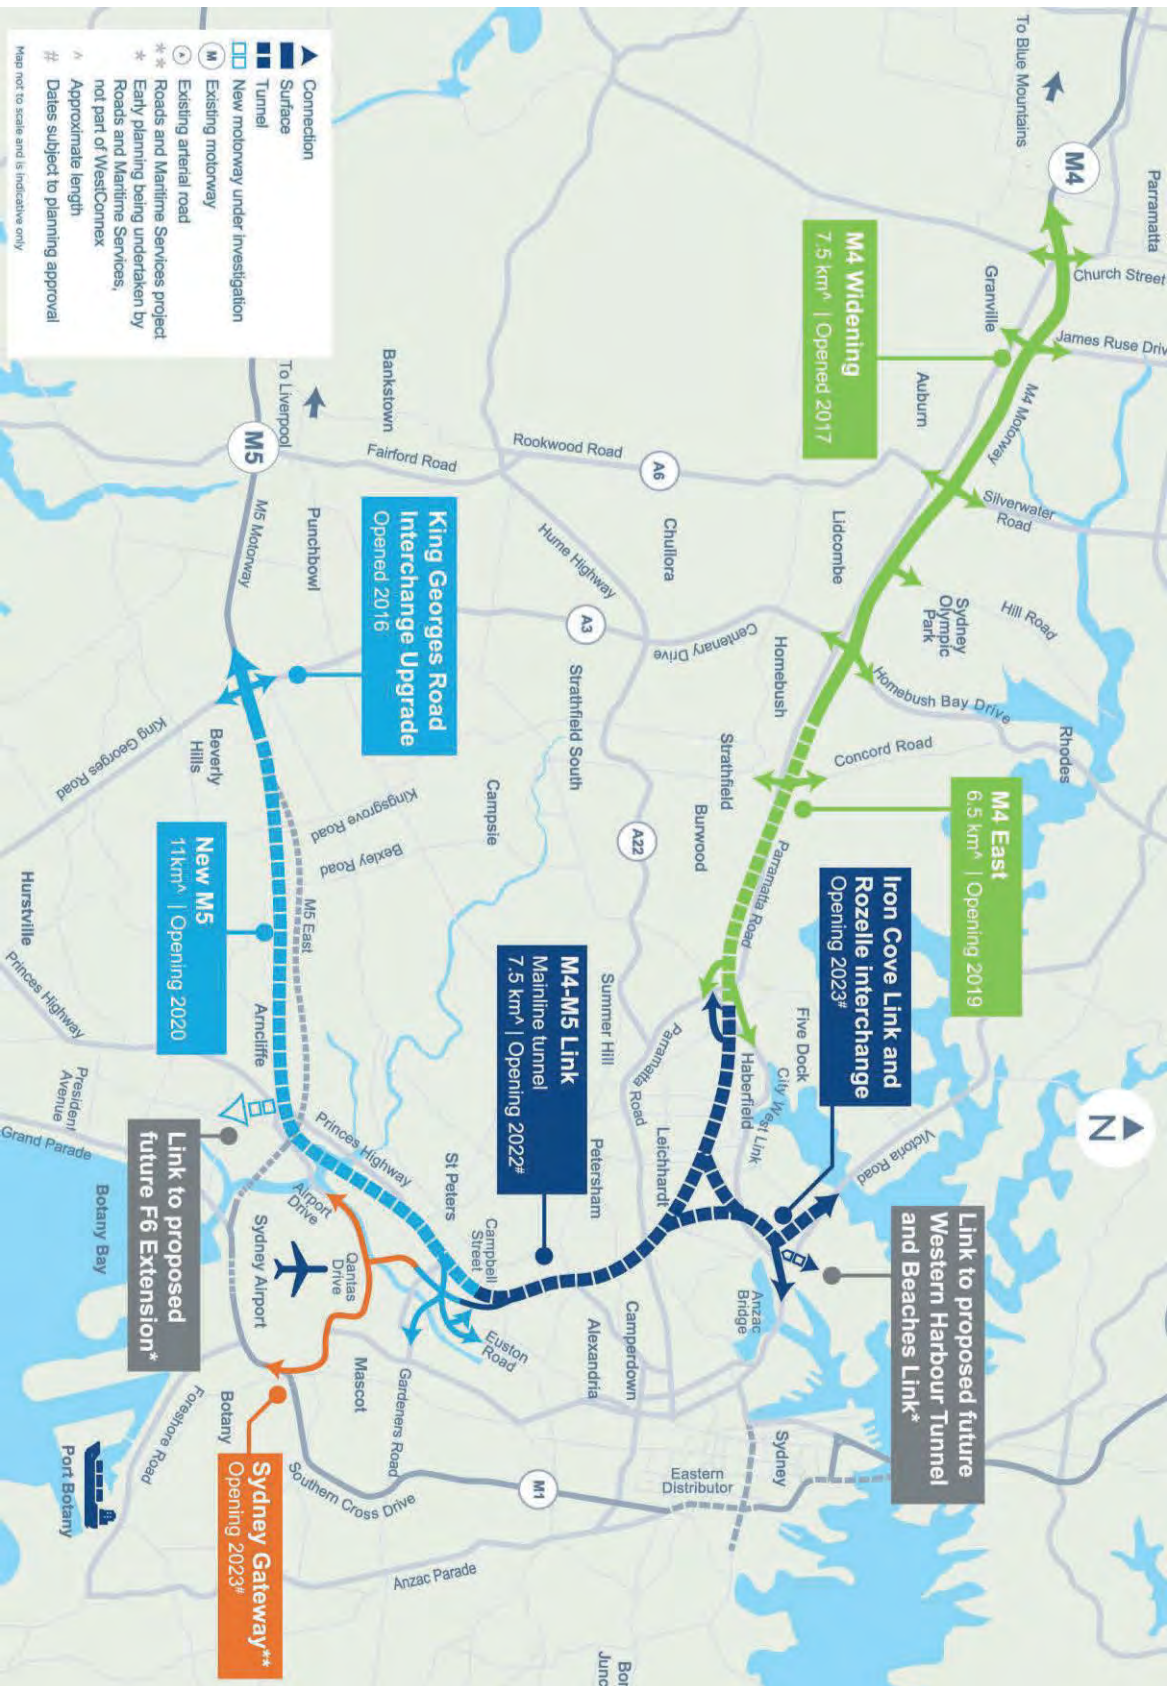 To Blue Mountains
M4
Parramatta
Church Street
James Ruse Driv
Granville
M4 Widening
7.5 km^ | Opened 2017
Auburn
M4 Motorway
Silverwater
Road
Lidcombe
Sydney
Olympic
Park
Hill Road
Homebush Bay Drive
Rhodes
Homebush
Centenary Drive
Concord Road
M4 East
6.5 km^ | Opening 2019
Strathfield
Burwood
Parramatta Road
Iron Cove Link and
Rozelle interchange
Opening 2023#
N
Five Dock
Haberfield
City West Link
Victoria Road
Link to proposed future
Western Harbour Tunnel
and Beaches Link*
Anzac
Bridge
Sydney
Eastern
Distributor
Rookwood Road
A6
Chullora
Hume Highway
A3
Strathfield South
A22
Summer Hill
Parramatta Road
Leichhardt
Petersham
M4-M5 Link
Mainline tunnel
7.5 km^ | Opening 2022#
Camperdown
Alexandria
Bankstown
Fairford Road
To Liverpool
M5
M5 Motorway
Punchbowl
King Georges Road
Interchange Upgrade
Opened 2016
Campsie
Kingsgrove Road
Bexley Road
Beverly
Hills
King Georges Road
New M5
11km^ | Opening 2020
M5 East
Arncliffe
Hurstville
Princes Highway
President
Avenue
Grand Parade
Princes Highway
St Peters
Campbell
Street
Euston
Road
Airport
Drive
Qantas
Drive
Sydney Airport
Mascot
Gardeners Road
Botany
Botany Bay
Link to proposed
future F6 Extension*
Foreshore Road
Port Botany
Southern Cross Drive
M1
Anzac Parade
Sydney Gateway**
Opening 2023#
Bon
Junc
Connection
Surface
Tunnel
New motorway under investigation
M Existing motorway
A Existing arterial road
** Roads and Maritime Services project
* Early planning being undertaken by
Roads and Maritime Services,
not part of WestConnex
^ Approximate length
# Dates subject to planning approval
Map not to scale and is indicative only